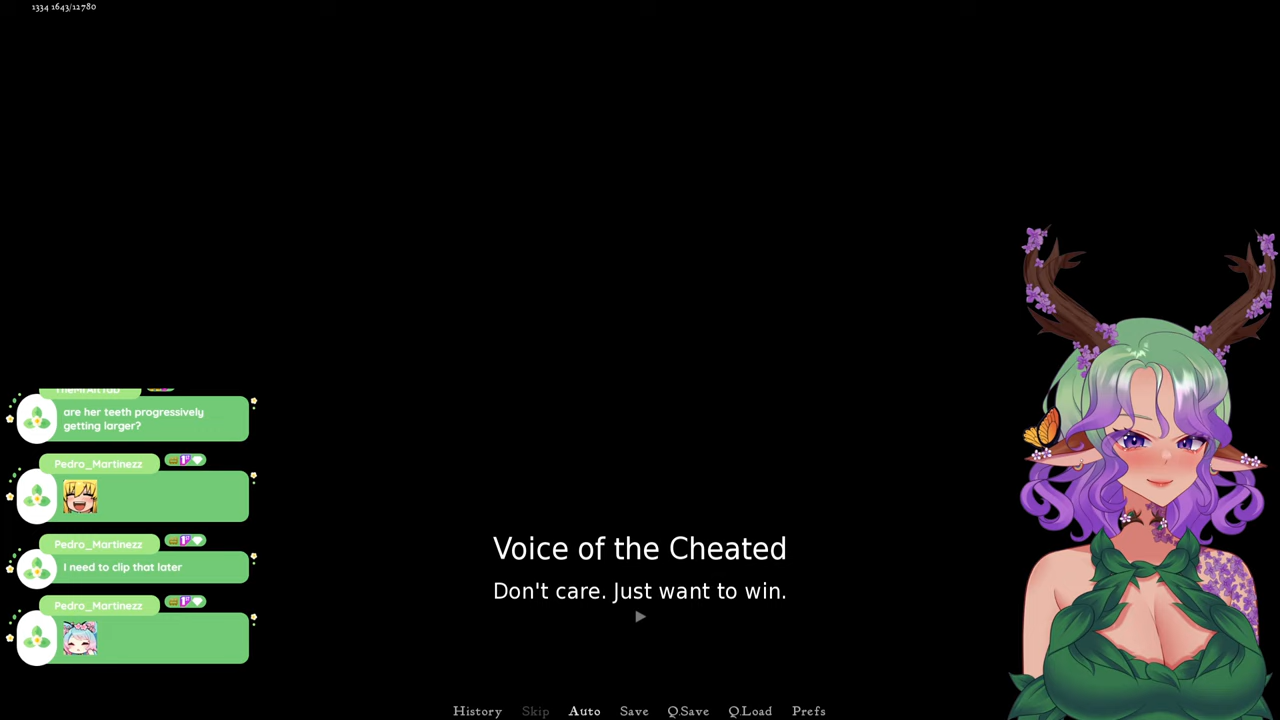 1334 1643/12780
are her teeth progressively
getting larger?
Pedro_Martinezz
Pedro_Martinezz
I need to clip that later
Pedro_Martinezz
Voice of the Cheated
Don't care. Just want to win.
History Skip Auto Save Q.Save Q.Load Prefs